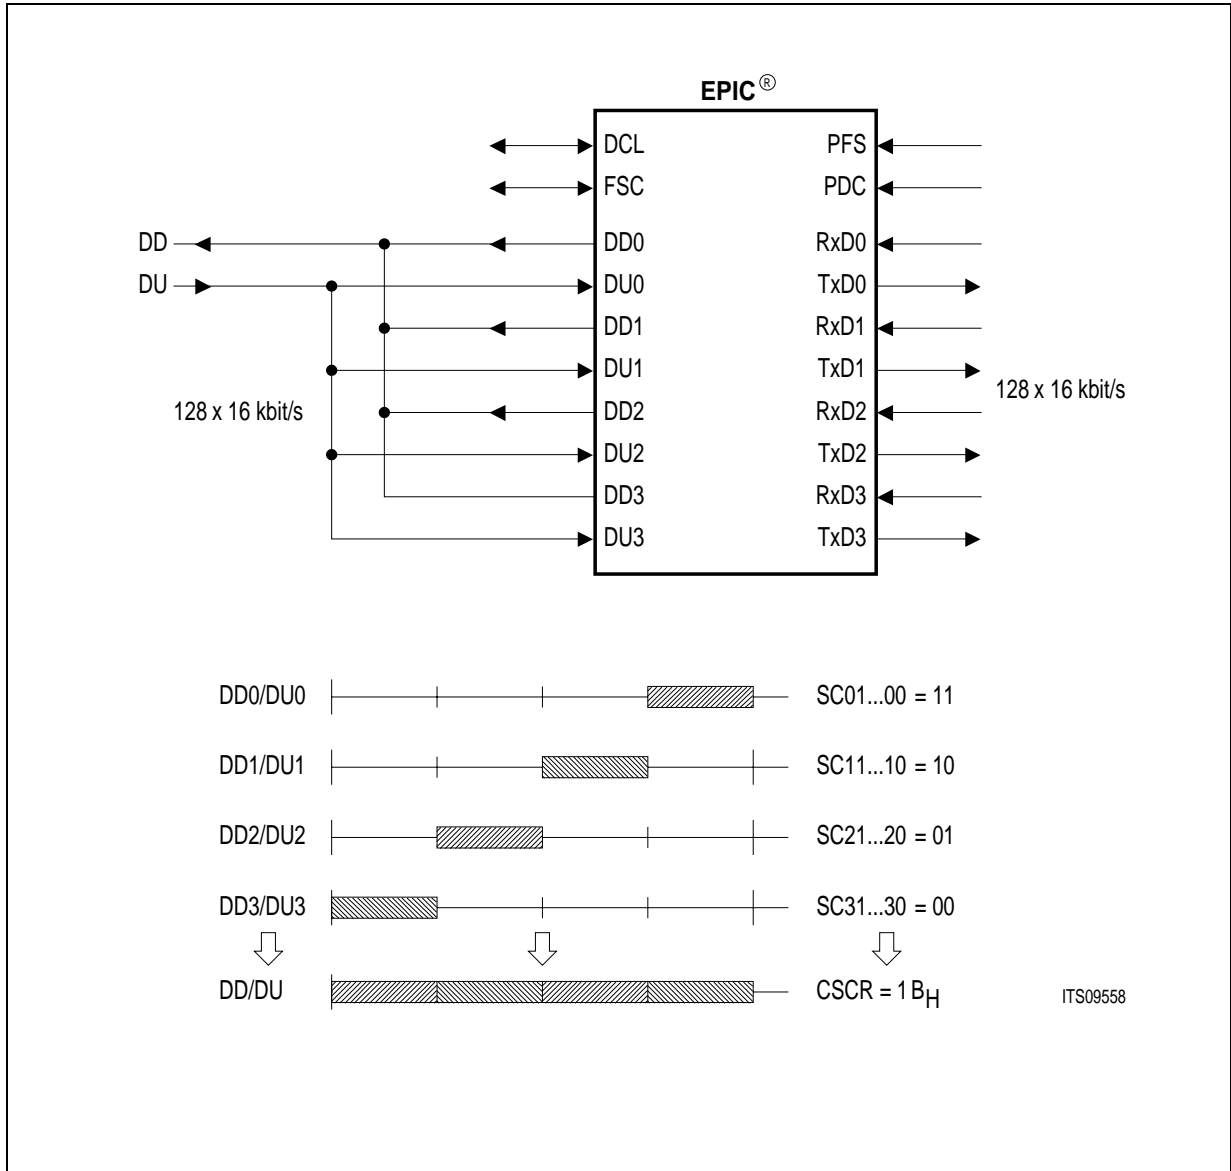 EPIC ®
DCL PFS
FSC PDC
DD DD0 RxD0
DU DU0 TxD0
DD1 RxD1
DU1 TxD1
128 x 16 kbit/s DD2 RxD2 128 x 16 kbit/s
DU2 TxD2
DD3 RxD3
DU3 TxD3
DD0/DU0 SC01...00 = 11
DD1/DU1 SC11...10 = 10
DD2/DU2 SC21...20 = 01
DD3/DU3 SC31...30 = 00
DD/DU CSCR = 1BH ITS09558